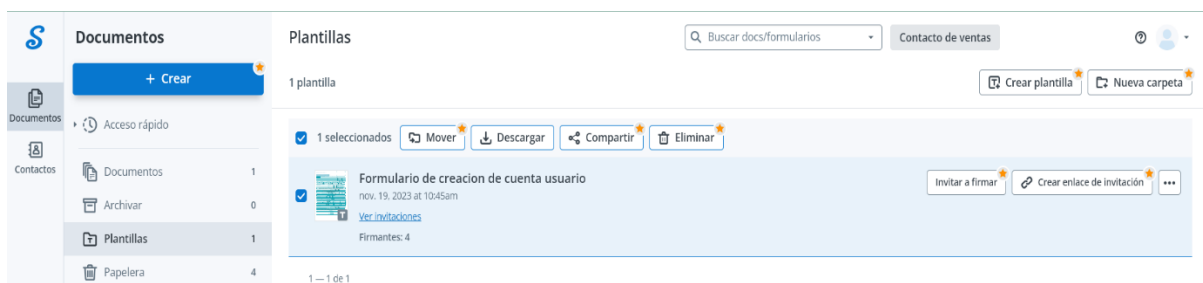 Documentos
Plantillas
Buscar docs/formularios
Contacto de ventas
+ Crear
1 plantilla
Crear plantilla
Nueva carpeta
Documentos
Acceso rápido
1 seleccionados
Mover
Descargar
Compartir
Eliminar
Contactos
Documentos 1
Formulario de creacion de cuenta usuario
Invitar a firmar
Crear enlace de invitación
nov. 19, 2023 at 10:45am
Archivar 0
Ver invitaciones
T
Plantillas 1
Firmantes: 4
Papelera 4
1 — 1 de 1